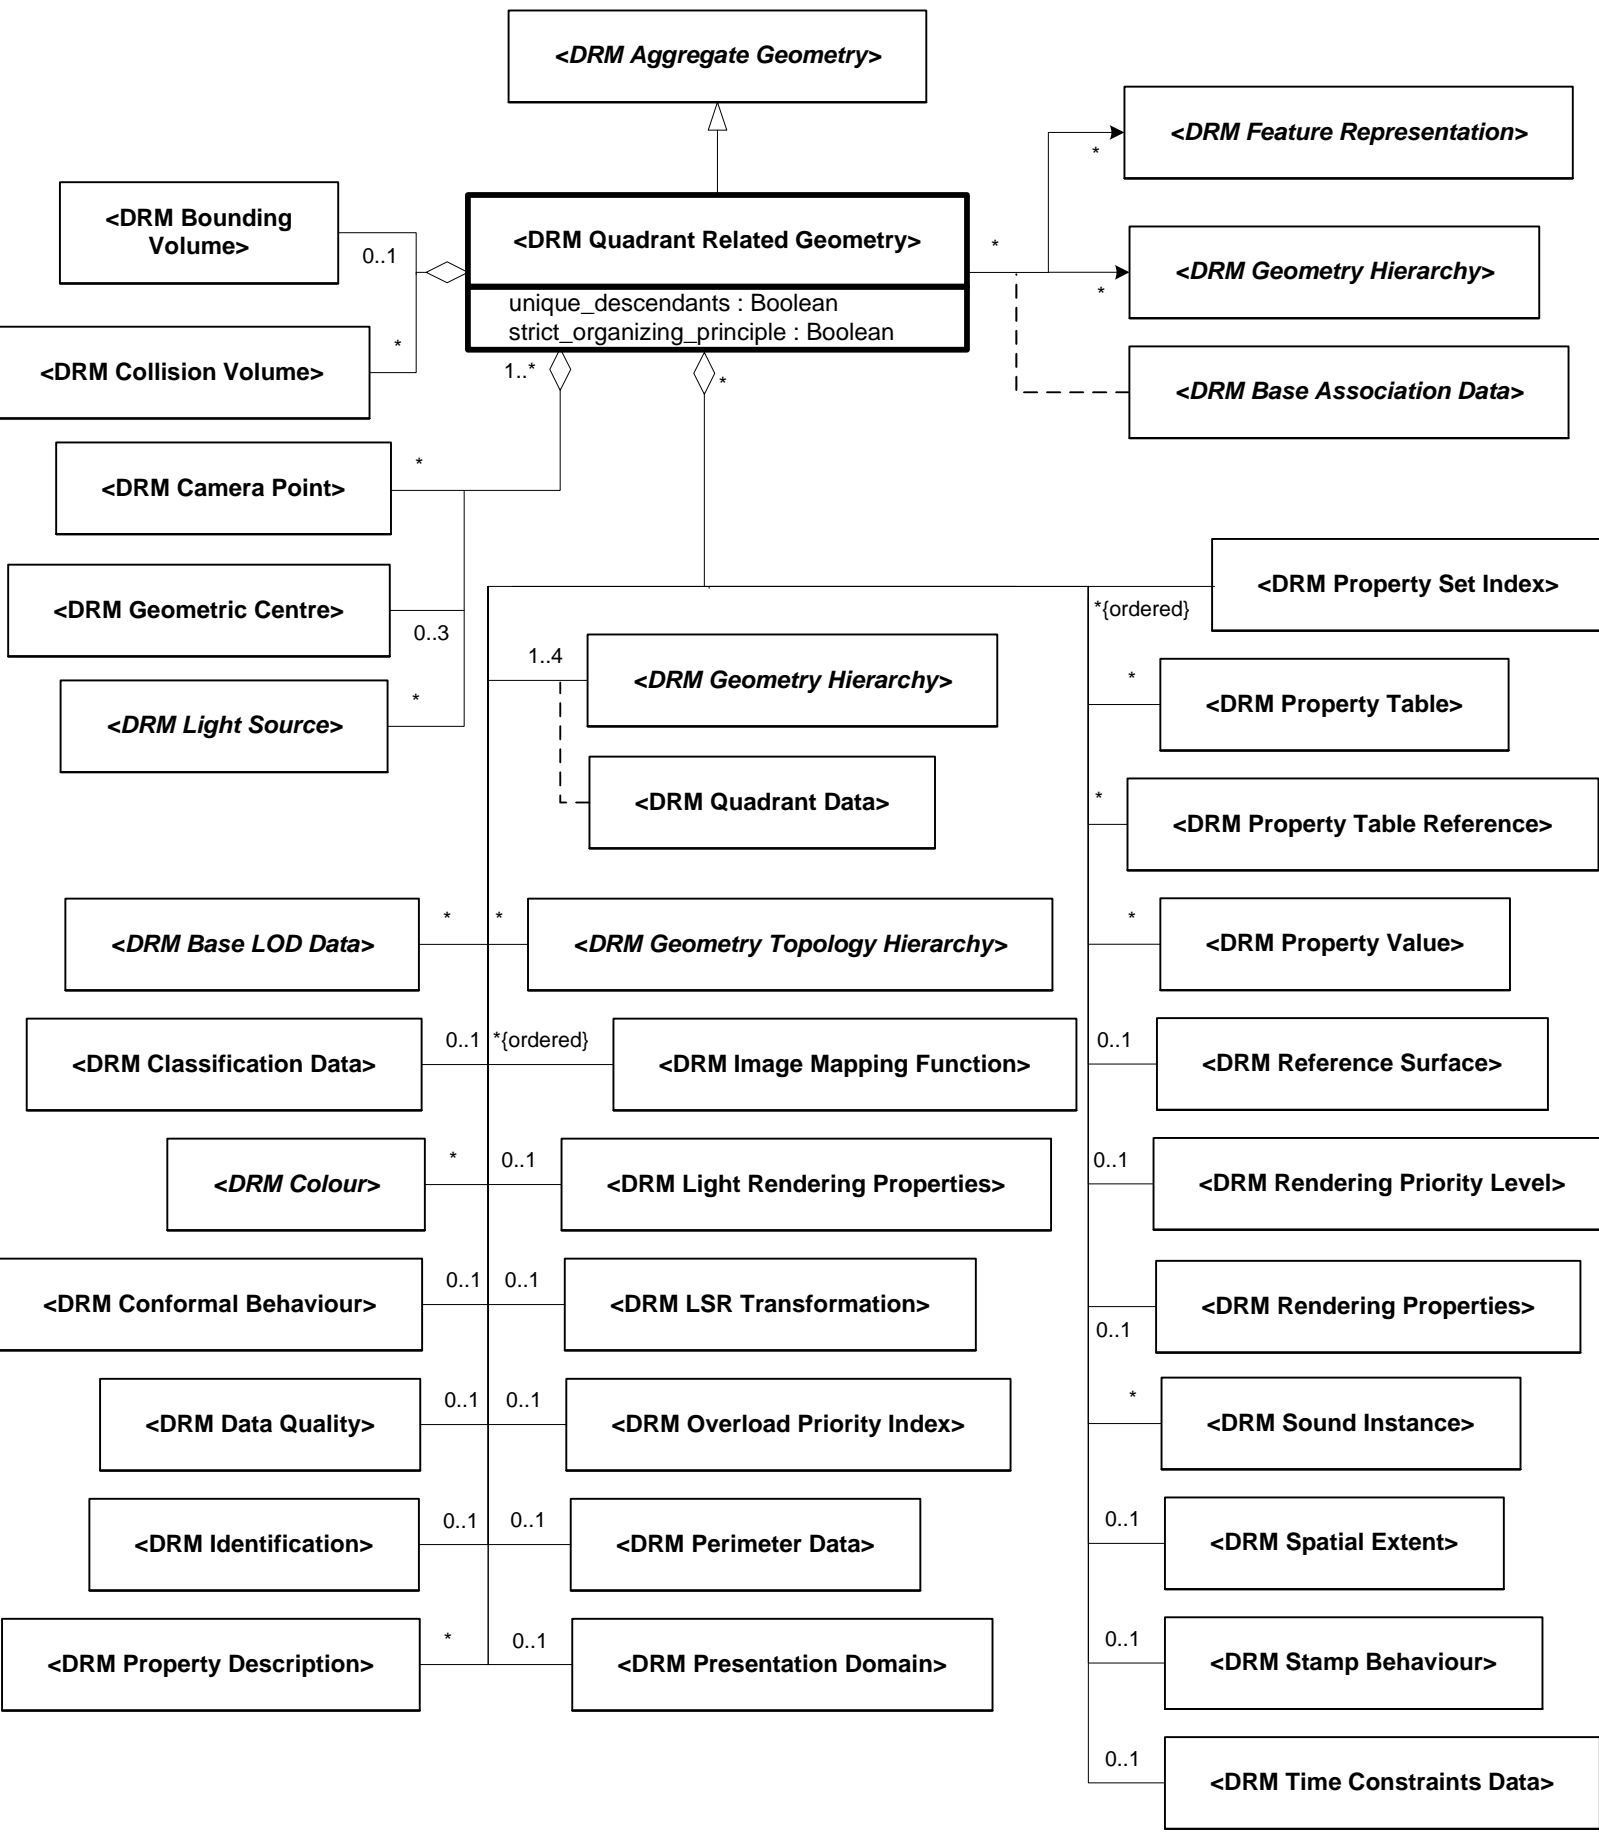 <DRM Aggregate Geometry>
<DRM Feature Representation>
*
<DRM Bounding
Volume>
0..1
<DRM Quadrant Related Geometry>
*
<DRM Geometry Hierarchy>
*
unique_descendants : Boolean
strict_organizing_principle : Boolean
<DRM Collision Volume>
*
1..*
*
<DRM Base Association Data>
<DRM Camera Point>
*
<DRM Geometric Centre>
0..3
<DRM Property Set Index>
*{ordered}
<DRM Light Source>
*
1..4
<DRM Geometry Hierarchy>
*
<DRM Property Table>
<DRM Quadrant Data>
*
<DRM Property Table Reference>
<DRM Base LOD Data>
*
*
<DRM Geometry Topology Hierarchy>
*
<DRM Property Value>
<DRM Classification Data>
0..1
*{ordered}
<DRM Image Mapping Function>
0..1
<DRM Reference Surface>
<DRM Colour>
*
0..1
<DRM Light Rendering Properties>
0..1
<DRM Rendering Priority Level>
<DRM Conformal Behaviour>
0..1
0..1
<DRM LSR Transformation>
<DRM Rendering Properties>
0..1
<DRM Data Quality>
0..1
0..1
<DRM Overload Priority Index>
*
<DRM Sound Instance>
<DRM Identification>
0..1
0..1
<DRM Perimeter Data>
0..1
<DRM Spatial Extent>
<DRM Property Description>
*
0..1
<DRM Presentation Domain>
0..1
<DRM Stamp Behaviour>
0..1
<DRM Time Constraints Data>